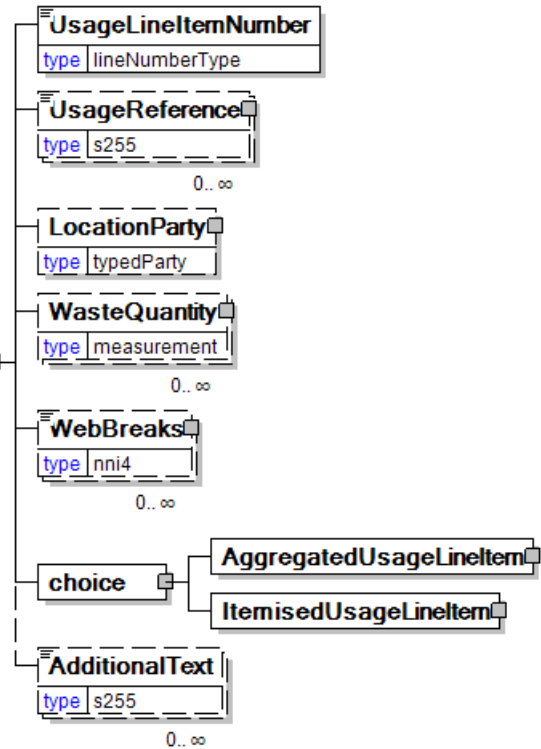 UsageLineItemNumber
type lineNumberType
UsageReference
type s255
0.. ∞
LocationParty
type typedParty
WasteQuantity
type measurement
0.. ∞
WebBreaks
type nni4
0.. ∞
AggregatedUsageLineItem
choice
ItemisedUsageLineItem
AdditionalText
type s255
0.. ∞